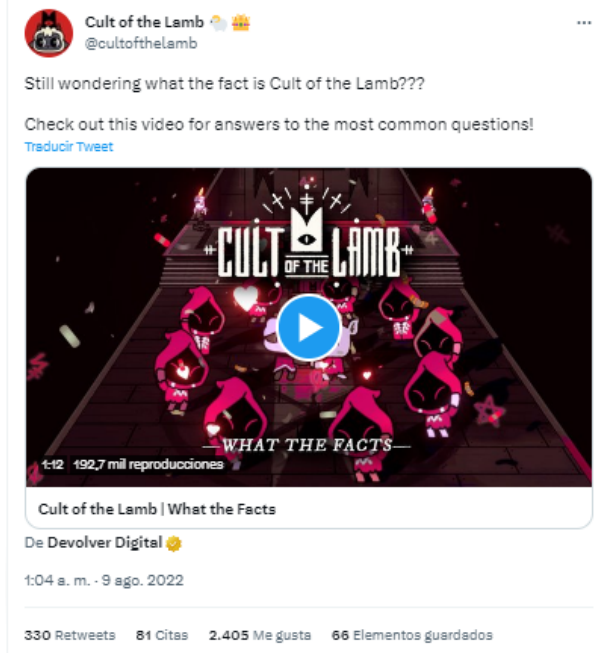 Cult of the Lamb
@cultofthelamb
Still wondering what the fact is Cult of the Lamb???
Check out this video for answers to the most common questions!
Traducir Tweet
CULT OF THE LAMB
—WHAT THE FACTS—
1:12 192,7 mil reproducciones
Cult of the Lamb | What the Facts
De Devolver Digital
1:04 a. m. · 9 ago. 2022
330 Retweets 81 Citas 2.405 Me gusta 66 Elementos guardados